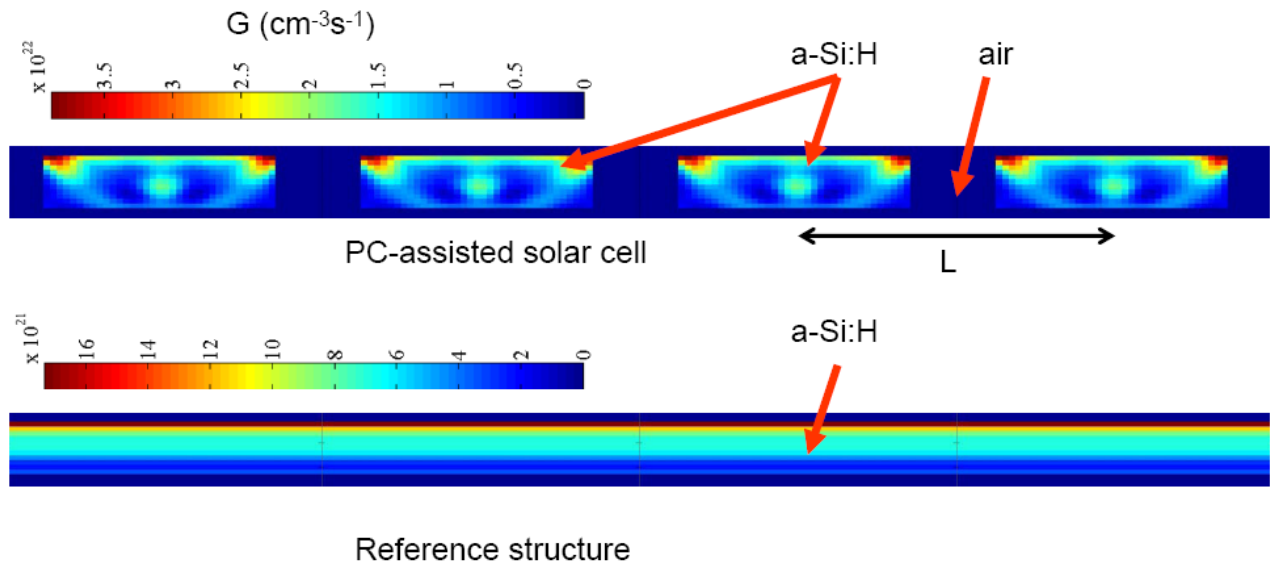 G (cm⁻³s⁻¹)
x 10²²
3.5 3 2.5 2 1.5 1 0.5 0
a-Si:H
air
PC-assisted solar cell
L
x 10²¹
16 14 12 10 8 6 4 2 0
a-Si:H
Reference structure